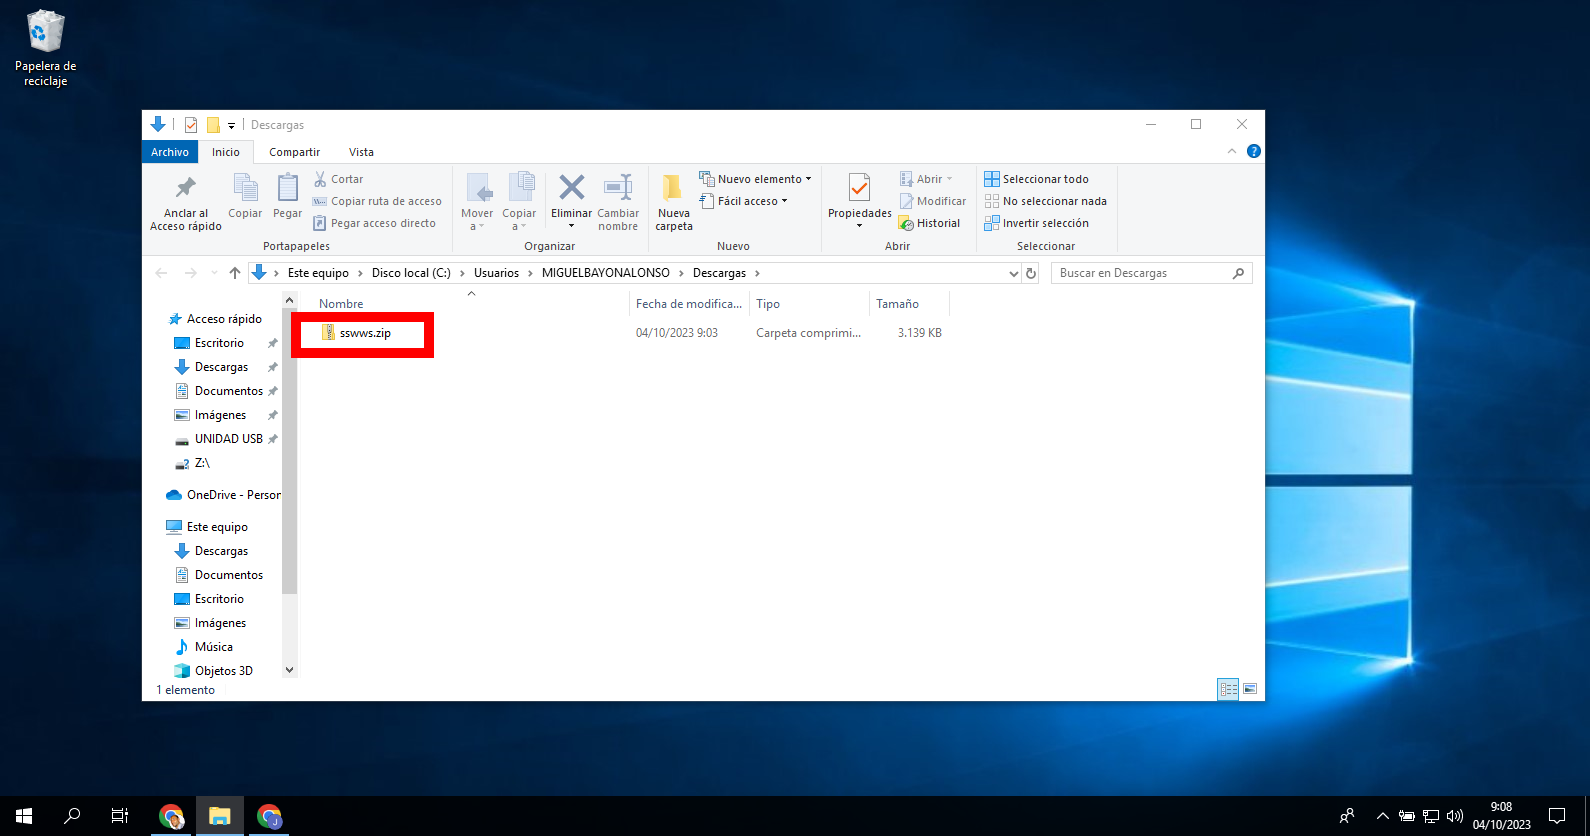 Papelera de
reciclaje
Descargas
Archivo Inicio Compartir Vista
Anclar al
Acceso rápido
Copiar
Pegar
Cortar
Copiar ruta de acceso
Pegar acceso directo
Portapapeles
Mover
a
Copiar
a
Eliminar
Cambiar
nombre
Organizar
Nueva
carpeta
Nuevo elemento
Fácil acceso
Nuevo
Propiedades
Abrir
Modificar
Historial
Abrir
Seleccionar todo
No seleccionar nada
Invertir selección
Seleccionar
Este equipo > Disco local (C:) > Usuarios > MIGUELBAYONALONSO > Descargas >
Buscar en Descargas
Nombre Fecha de modifica... Tipo Tamaño
sswws.zip 04/10/2023 9:03 Carpeta comprimi... 3.139 KB
Acceso rápido
Escritorio
Descargas
Documentos
Imágenes
UNIDAD USB
Z:\
OneDrive - Person
Este equipo
Descargas
Documentos
Escritorio
Imágenes
Música
Objetos 3D
1 elemento
J
9:08
04/10/2023